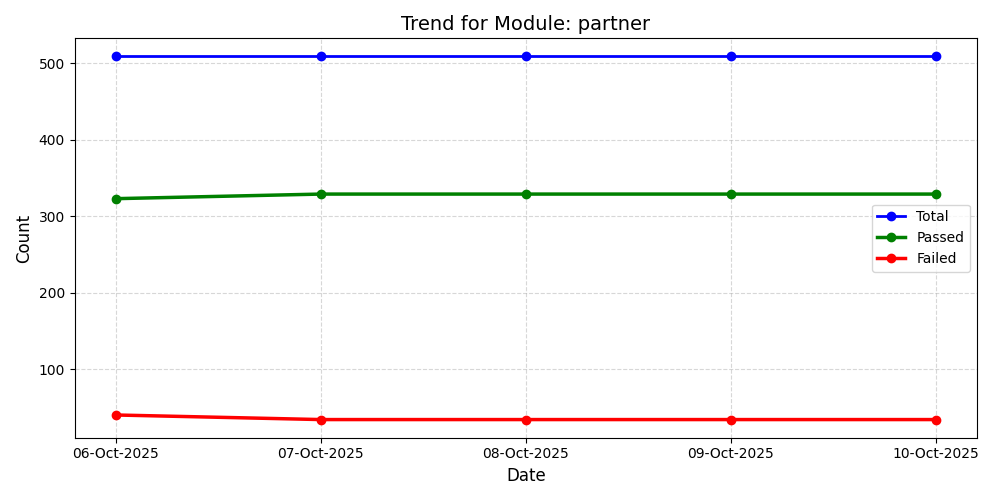 Trend for Module: partner
500
400
300
200
100
Count
Total
Passed
Failed
06-Oct-2025
07-Oct-2025
08-Oct-2025
09-Oct-2025
10-Oct-2025
Date